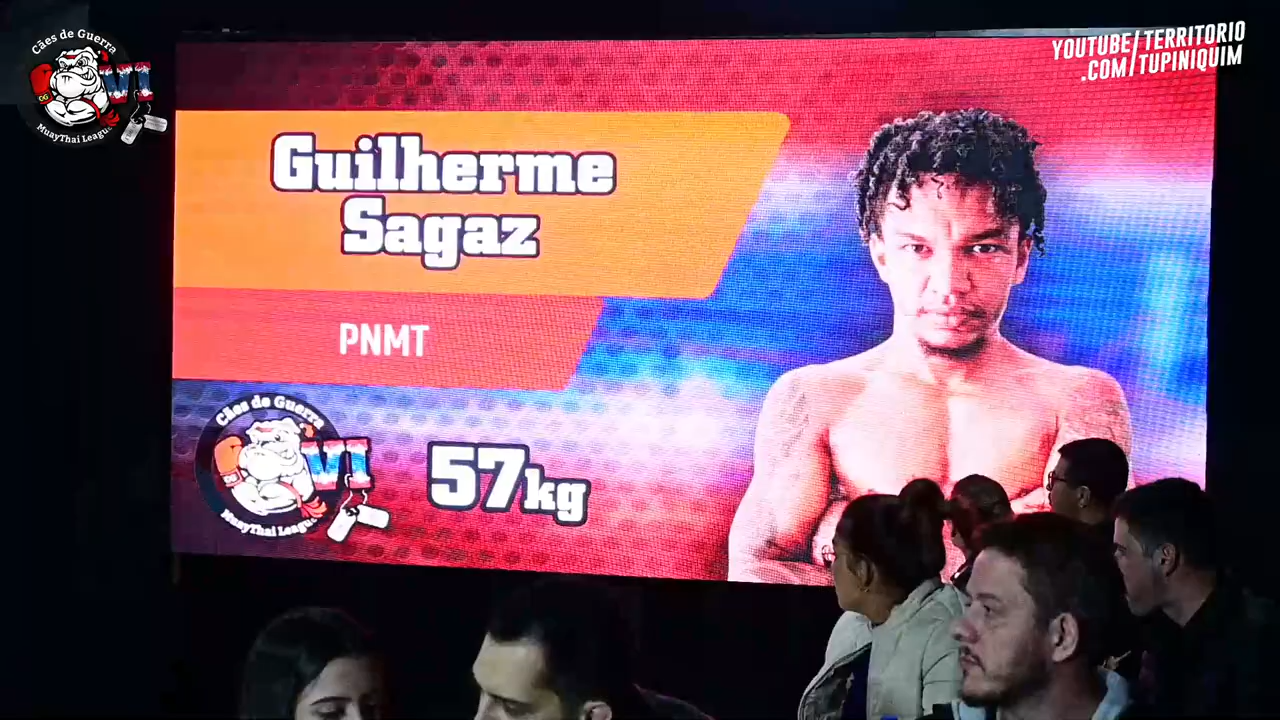 Cães de Guerra
VI
MuayThai League
YOUTUBE/TERRITORIO
.COM/TUPINIQUIM
Guilherme
Sagaz
PNMT
Cães de Guerra
VI
MuayThai League
57kg